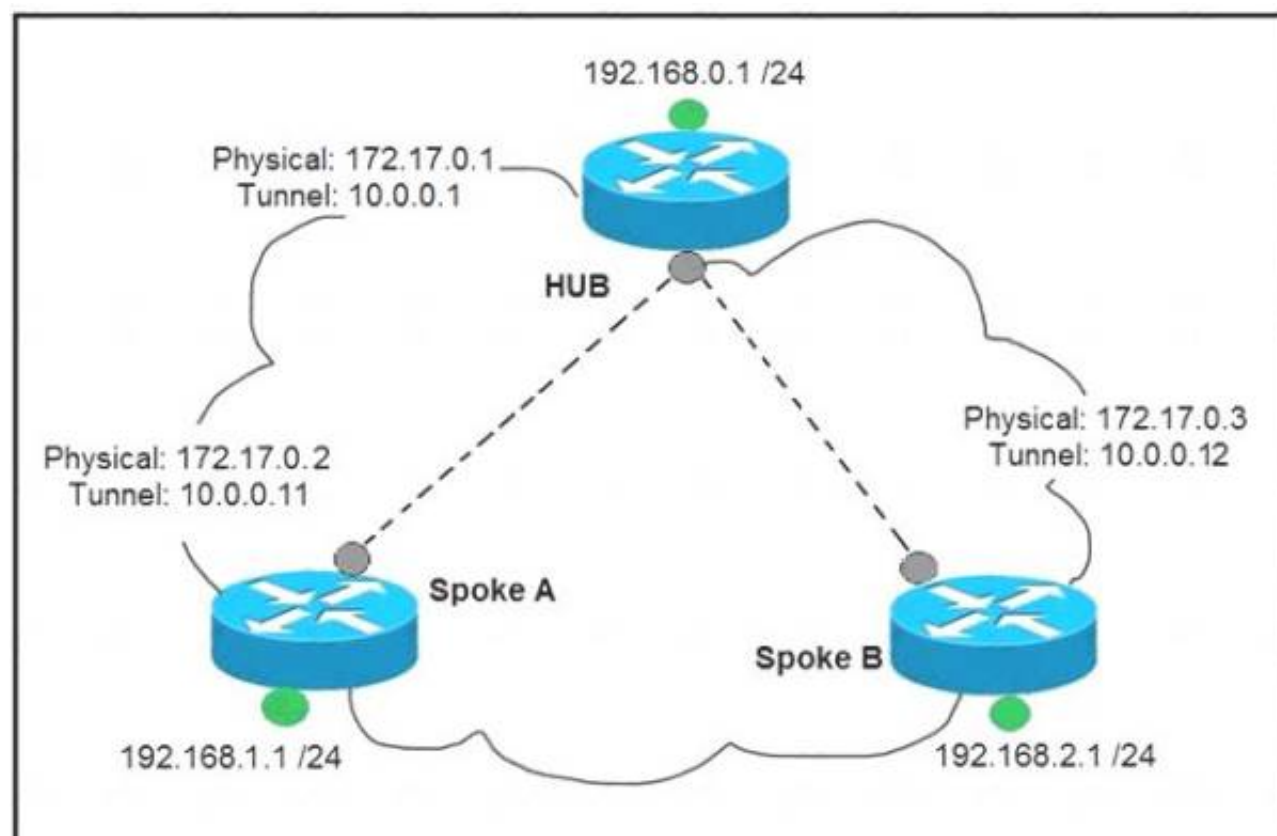 192.168.0.1 /24
Physical: 172.17.0.1
Tunnel: 10.0.0.1
HUB
Physical: 172.17.0.2
Tunnel: 10.0.0.11
Physical: 172.17.0.3
Tunnel: 10.0.0.12
Spoke A
Spoke B
192.168.1.1 /24
192.168.2.1 /24